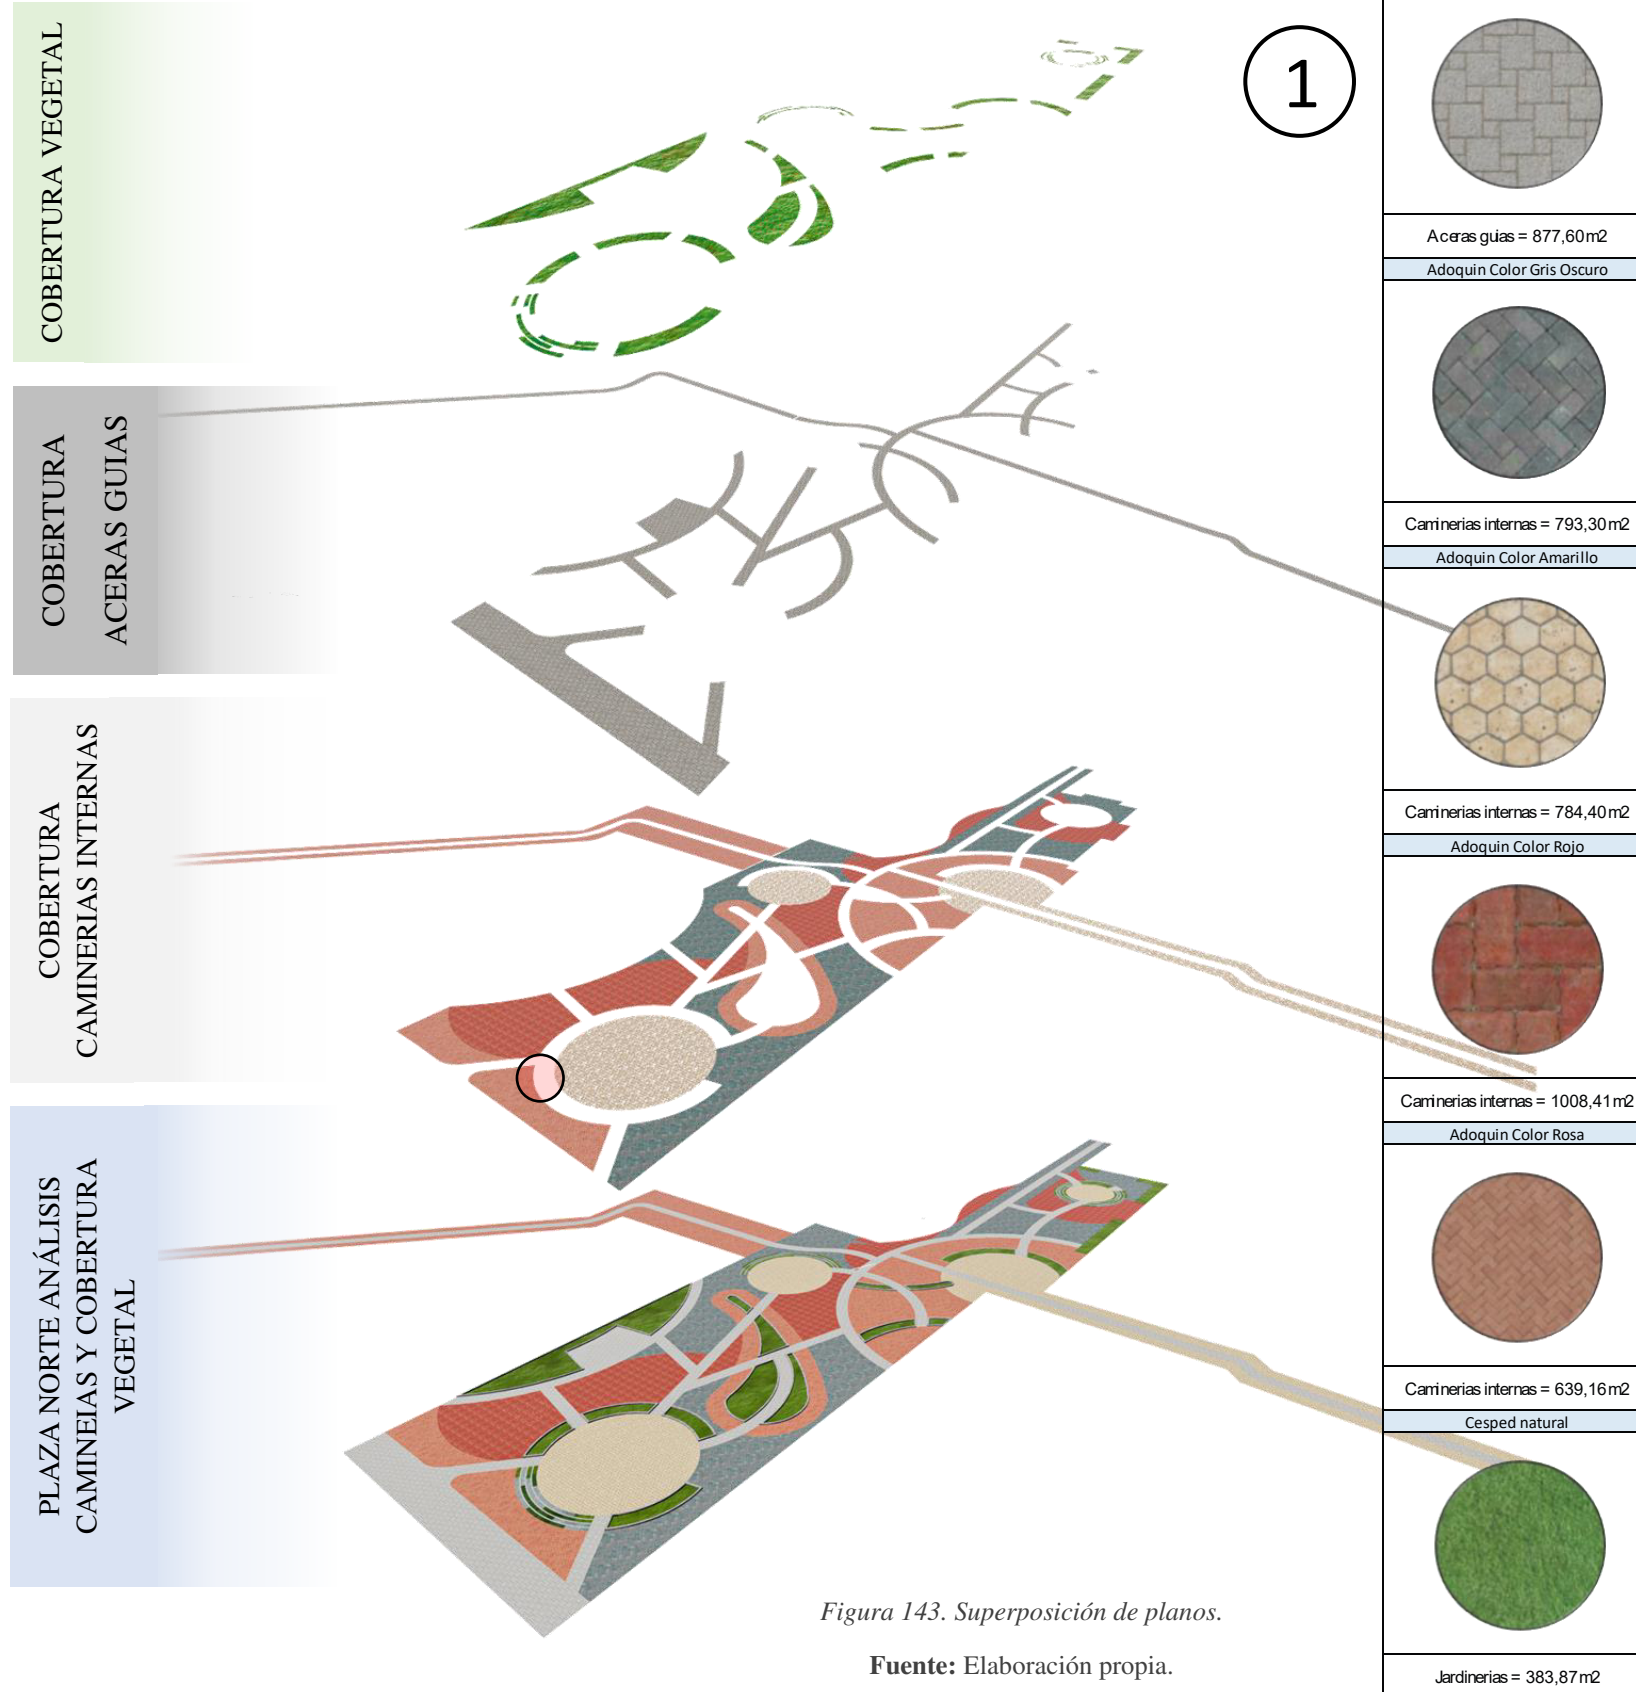 COBERTURA VEGETAL
COBERTURA
ACERAS GUIAS
COBERTURA
CAMINERIAS INTERNAS
PLAZA NORTE ANÁLISIS
CAMINEIAS Y COBERTURA
VEGETAL
1
Aceras guias = 877,60m2
Adoquin Color Gris Oscuro
Caminerias internas = 793,30m2
Adoquin Color Amarillo
Caminerias internas = 784,40m2
Adoquin Color Rojo
Caminerias internas = 1008,41m2
Adoquin Color Rosa
Caminerias internas = 639,16m2
Cesped natural
Jardinerias = 383,87m2
Figura 143. Superposición de planos.
Fuente: Elaboración propia.